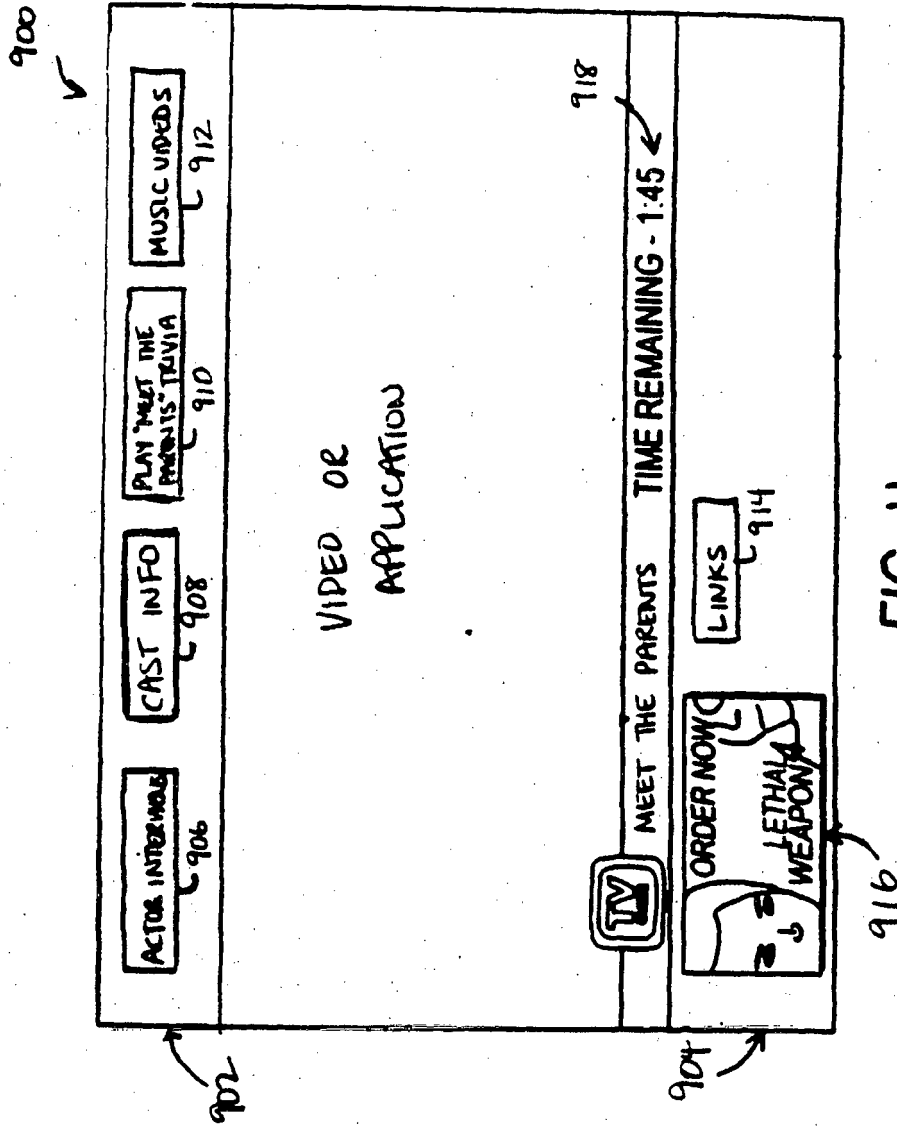 900
ACTOR INTERVIEWS
906
CAST INFO
908
PLAY "MEET THE
PARENTS" TRIVIA
910
MUSIC VIDEOS
912
902
VIDEO OR
APPLICATION
TV
MEET THE PARENTS
TIME REMAINING - 1:45
918
ORDER NOW
LETHAL
WEAPON 4
916
LINKS
914
904